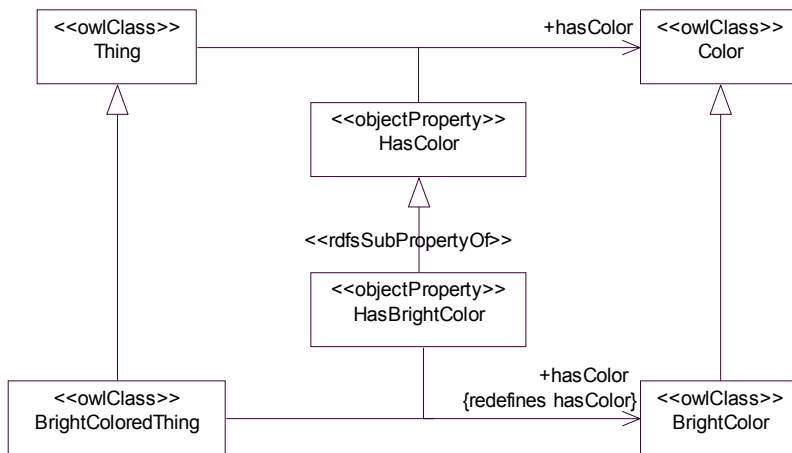 <<owlClass>>
Thing
+hasColor
<<owlClass>>
Color
<<objectProperty>>
HasColor
<<rdfsSubPropertyOf>>
<<objectProperty>>
HasBrightColor
<<owlClass>>
BrightColoredThing
+hasColor
{redefines hasColor}
<<owlClass>>
BrightColor